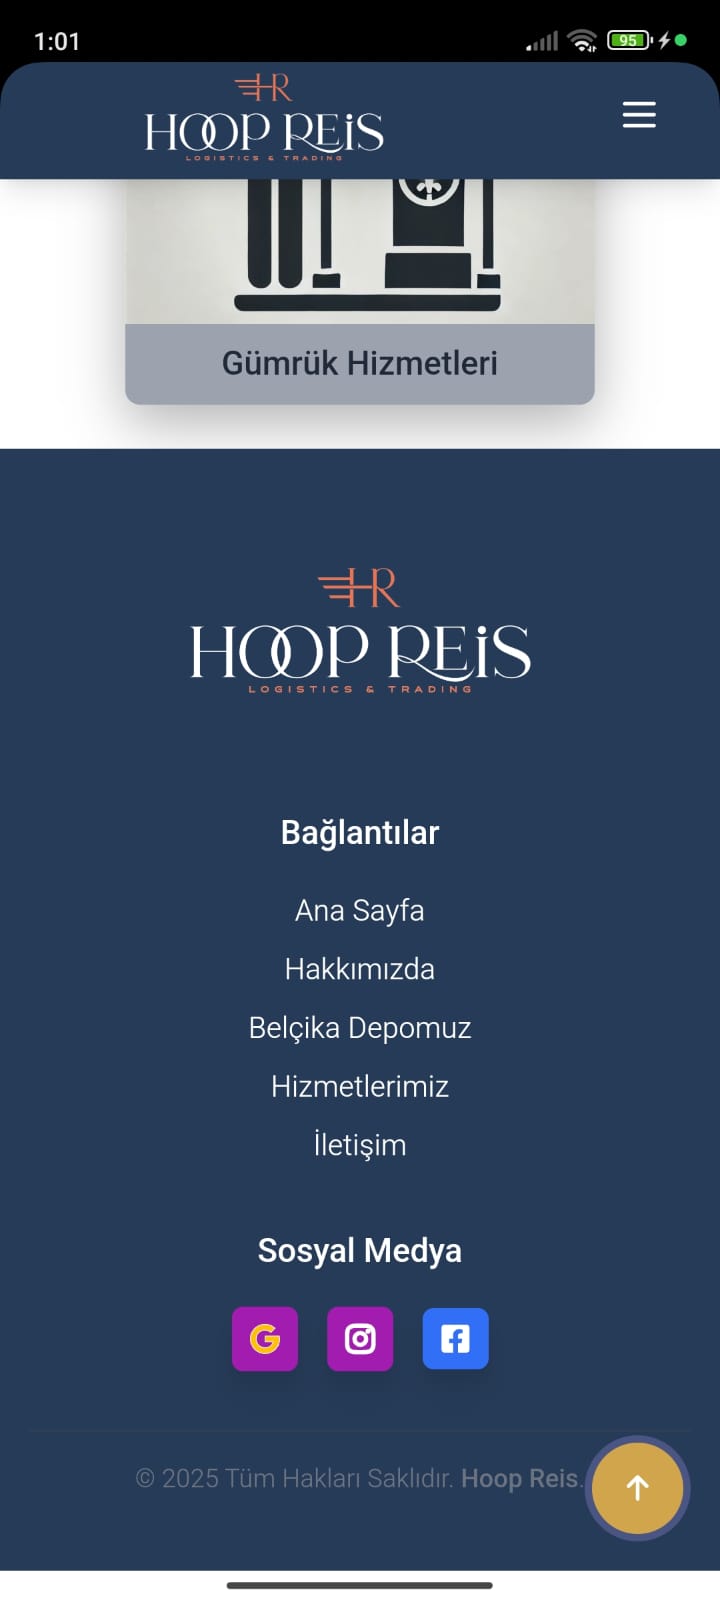 1:01
95
HR
HOOP REiS
LOGISTICS & TRADING
Gümrük Hizmetleri
HR
HOOP REiS
LOGISTICS & TRADING
Bağlantılar
Ana Sayfa
Hakkımızda
Belçika Depomuz
Hizmetlerimiz
İletişim
Sosyal Medya
© 2025 Tüm Hakları Saklıdır. Hoop Reis.